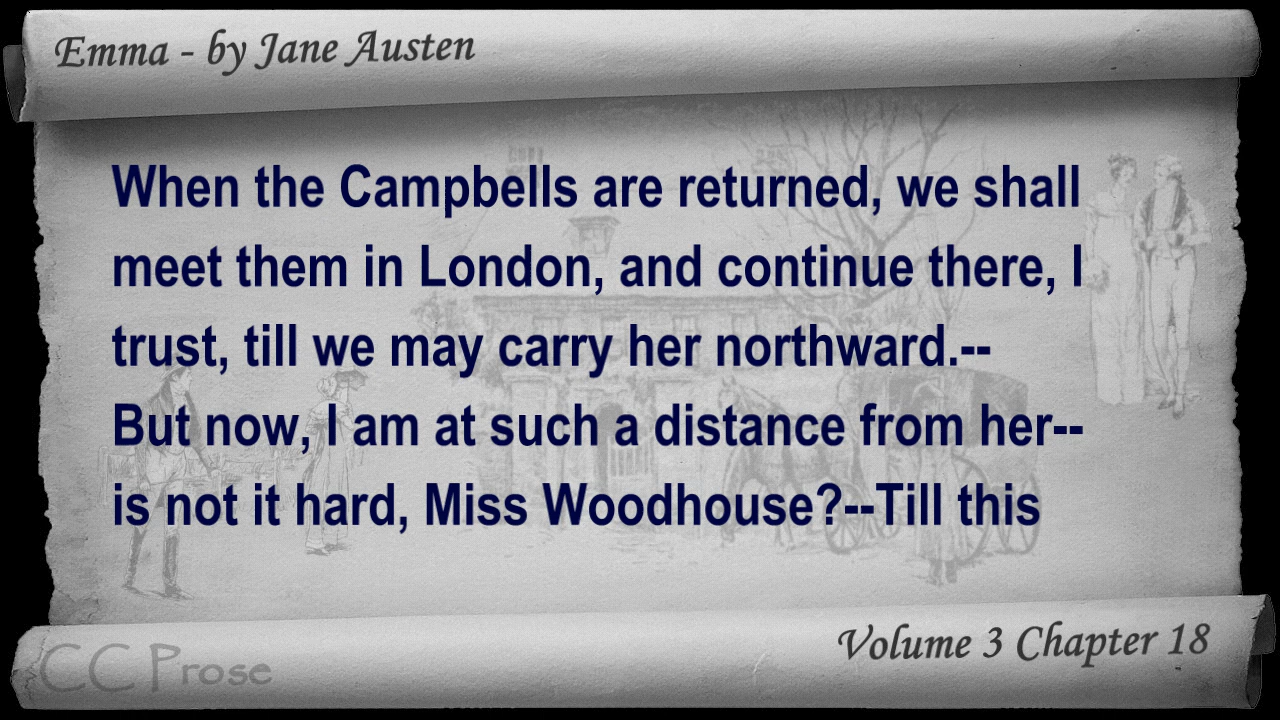 Emma - by Jane Austen
When the Campbells are returned, we shall
meet them in London, and continue there, I
trust, till we may carry her northward.--
But now, I am at such a distance from her--
is not it hard, Miss Woodhouse?--Till this
Volume 3 Chapter 18
CC Prose